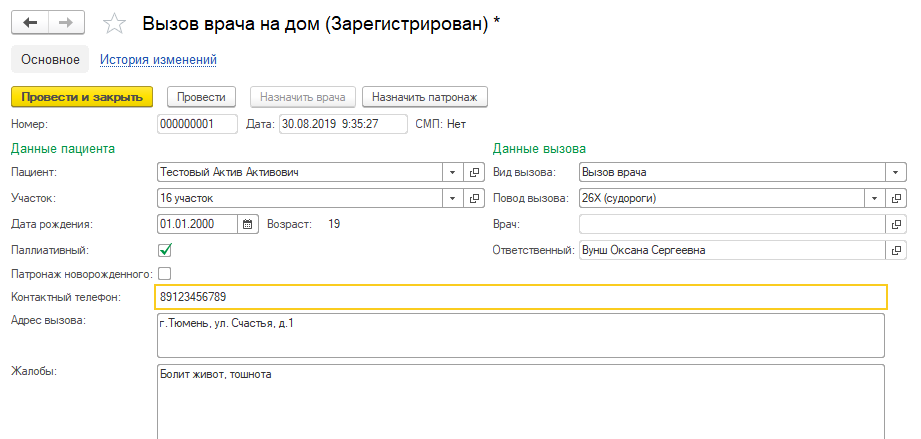 Вызов врача на дом (Зарегистрирован) *
Основное История изменений
Провести и закрыть Провести Назначить врача Назначить патронаж
Номер: 000000001 Дата: 30.08.2019 9:35:27 СМП: Нет
Данные пациента Данные вызова
Пациент: Тестовый Актив Активович Вид вызова: Вызов врача
Участок: 16 участок Повод вызова: 26Х (судороги)
Дата рождения: 01.01.2000 Возраст: 19 Врач:
Паллиативный: Ответственный: Вунш Оксана Сергеевна
Патронаж новорожденного:
Контактный телефон: 89123456789
Адрес вызова: г.Тюмень, ул. Счастья, д.1
Жалобы: Болит живот, тошнота